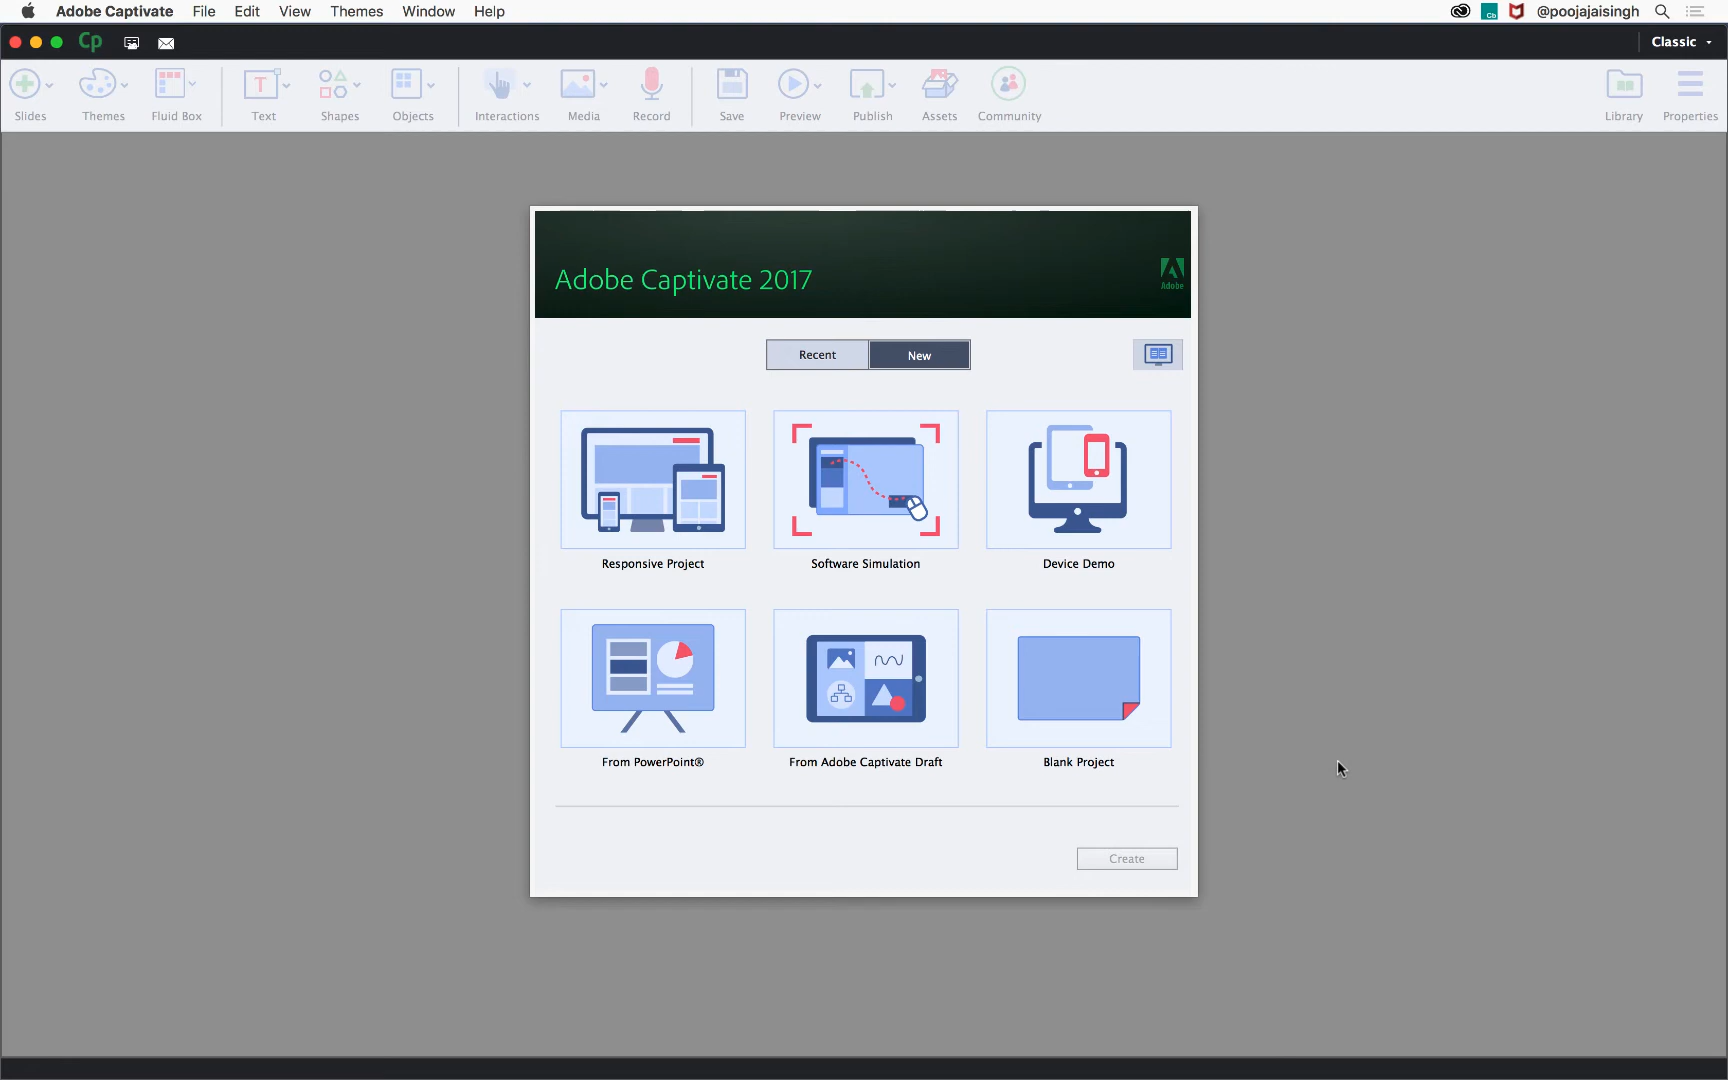 Adobe Captivate File Edit View Themes Window Help Cb @poojajaisingh
Cp Classic
Slides Themes Fluid Box T Text Shapes Objects Interactions Media Record Save Preview Publish Assets Community Library Properties
Adobe Captivate 2017
Adobe
Recent New
Responsive Project Software Simulation Device Demo
From PowerPoint® From Adobe Captivate Draft Blank Project
Create